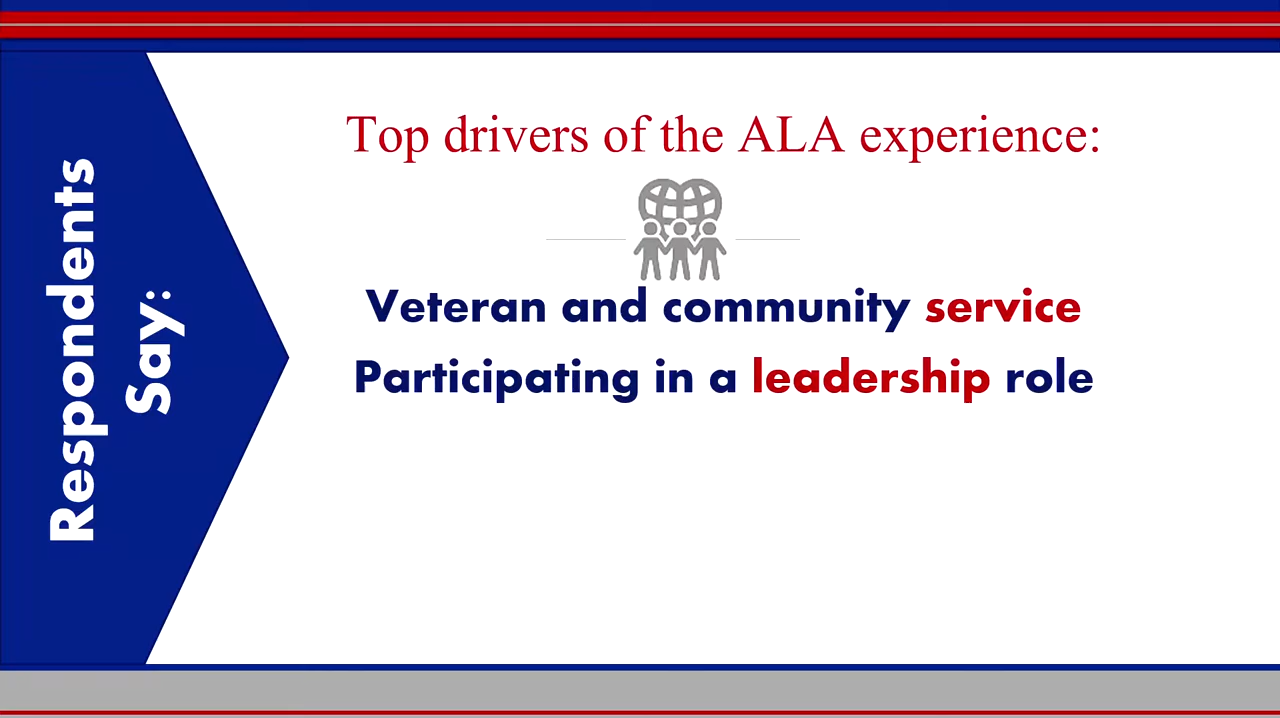 Respondents
Say:
Top drivers of the ALA experience:
Veteran and community service
Participating in a leadership role